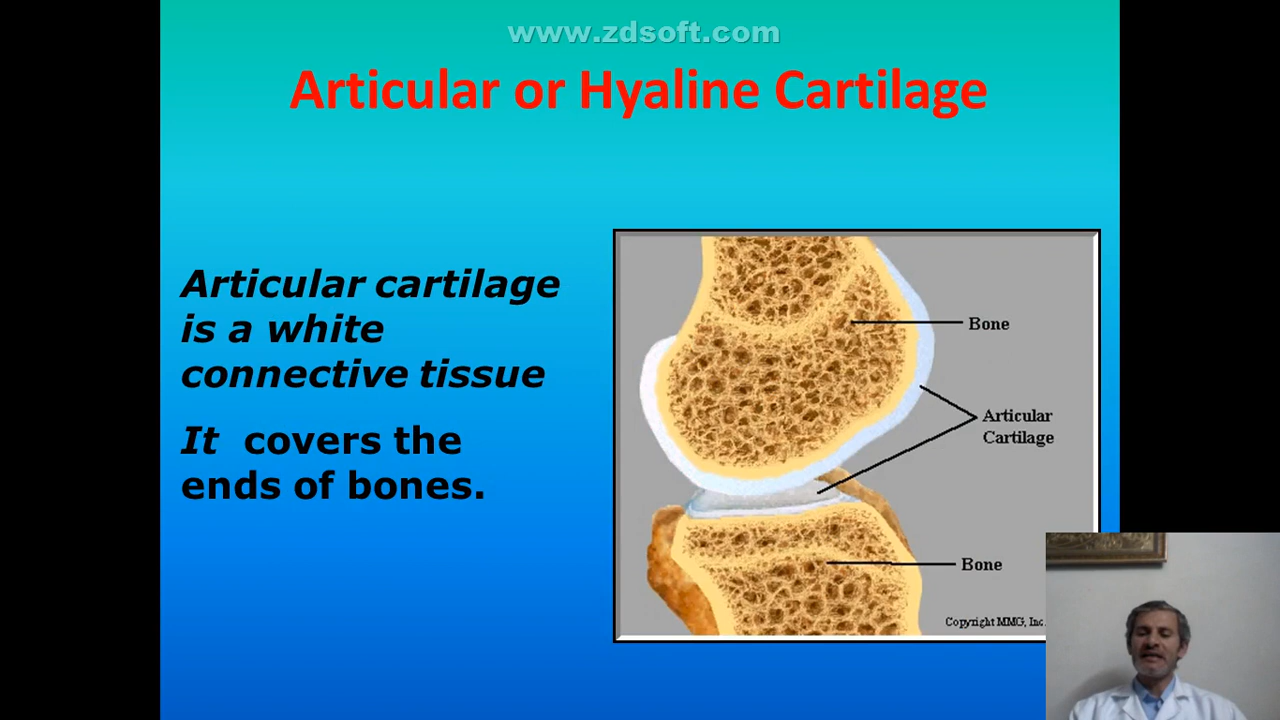 www.zdsoft.com
Articular or Hyaline Cartilage
Articular cartilage
is a white
connective tissue
It covers the
ends of bones.
Bone
Articular
Cartilage
Bone
Copyright MMG, Inc.